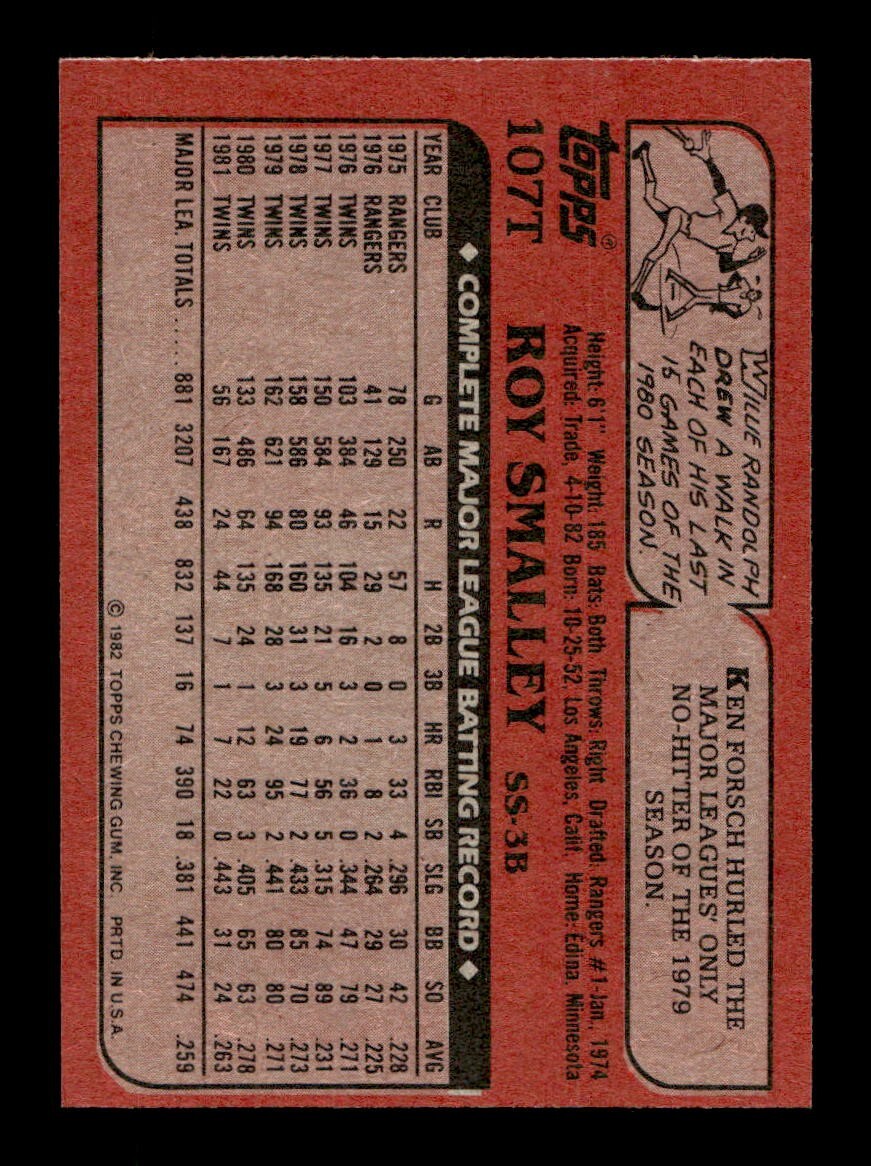 WILLIE RANDOLPH
DREW A WALK IN
EACH OF HIS LAST
15 GAMES OF THE
1980 SEASON.
KEN FORSCH HURLED THE
MAJOR LEAGUES' ONLY
NO-HITTER OF THE 1979
SEASON.
topps®
107T
Height: 6'1" Weight: 185 Bats: Both Throws: Right Drafted: Rangers #1-Jan., 1974
Acquired: Trade, 4-10-82 Born: 10-25-52, Los Angeles, Calif. Home: Edina, Minnesota
ROY SMALLEY SS-3B
◆ COMPLETE MAJOR LEAGUE BATTING RECORD ◆
YEAR CLUB G AB R H 2B 3B HR RBI SB SLG BB SO AVG
1975 RANGERS 78 250 22 57 8 0 3 33 4 .296 30 42 .228
1976 RANGERS 41 129 15 29 2 0 1 8 2 .264 29 27 .225
1976 TWINS 103 384 46 104 16 3 2 36 0 .344 47 79 .271
1977 TWINS 150 584 93 135 21 5 6 56 5 .315 74 89 .231
1978 TWINS 158 586 80 160 31 3 19 77 2 .433 85 70 .273
1979 TWINS 162 621 94 168 28 3 24 95 2 .441 80 80 .271
1980 TWINS 133 486 64 135 24 1 12 63 3 .405 65 63 .278
1981 TWINS 56 167 24 44 7 1 7 22 0 .443 31 24 .263
MAJOR LEA. TOTALS ..... 881 3207 438 832 137 16 74 390 18 .381 441 474 .259
© 1982 TOPPS CHEWING GUM, INC. PRTD. IN U.S.A.